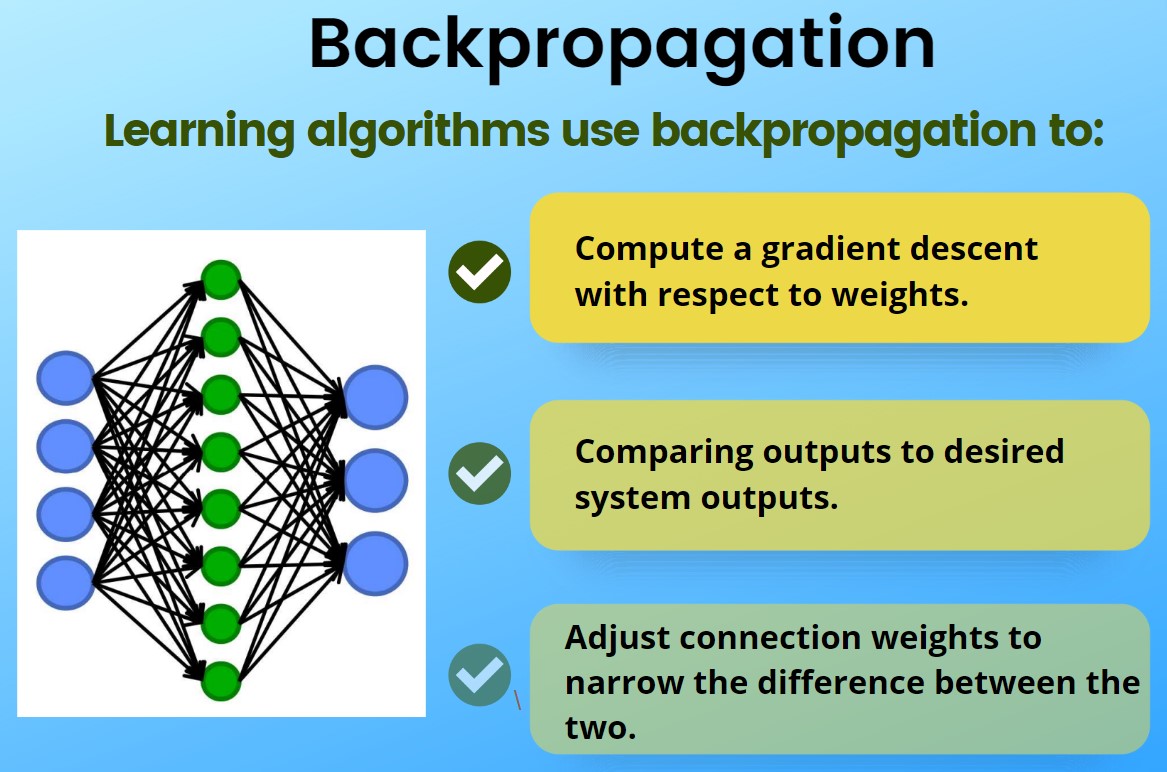 Backpropagation
Learning algorithms use backpropagation to:
Compute a gradient descent
with respect to weights.
Comparing outputs to desired
system outputs.
Adjust connection weights to
narrow the difference between the
two.